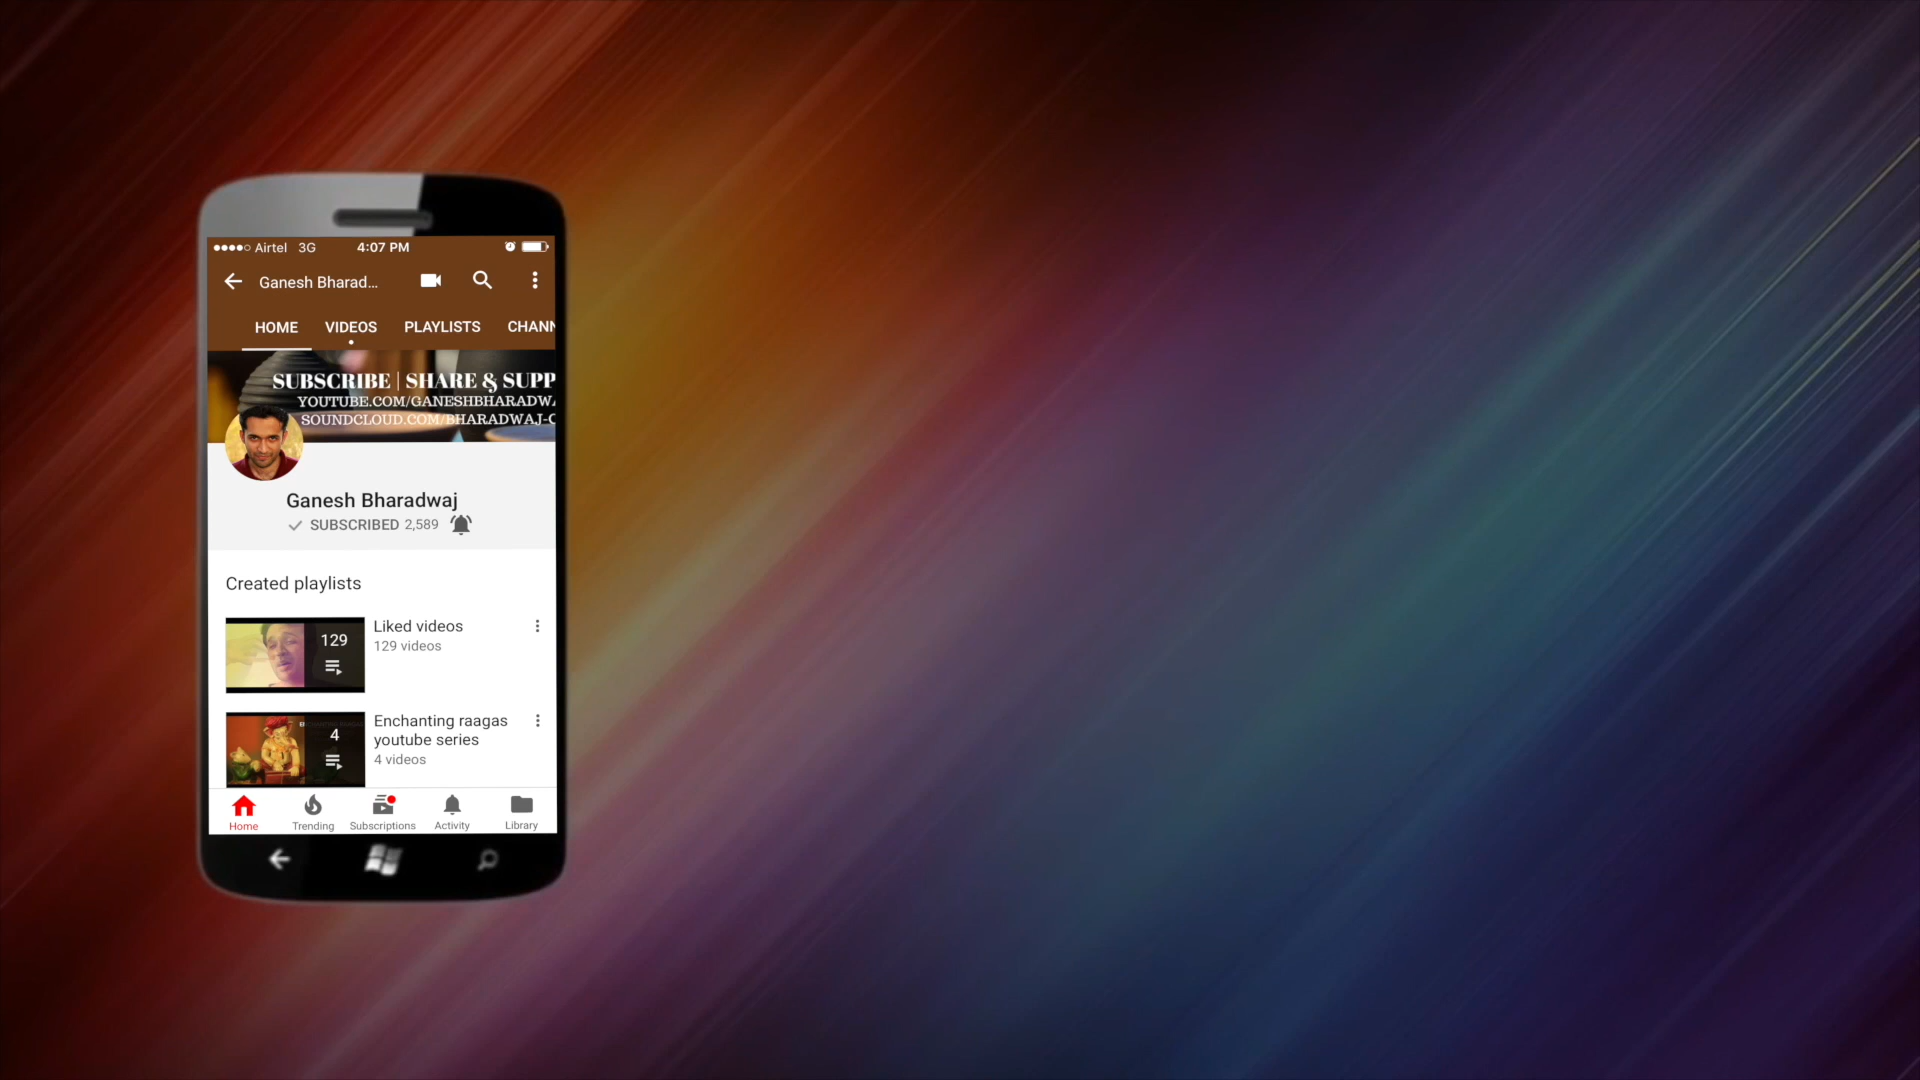 Airtel 3G 4:07 PM
Ganesh Bharad...
HOME VIDEOS PLAYLISTS CHANN
SUBSCRIBE | SHARE & SUPP
YOUTUBE.COM/GANESHBHARADWA
SOUNDCLOUD.COM/BHARADWAJ-C
Ganesh Bharadwaj
SUBSCRIBED 2,589
Created playlists
129
Liked videos
129 videos
4
Enchanting raagas
youtube series
4 videos
Home Trending Subscriptions Activity Library